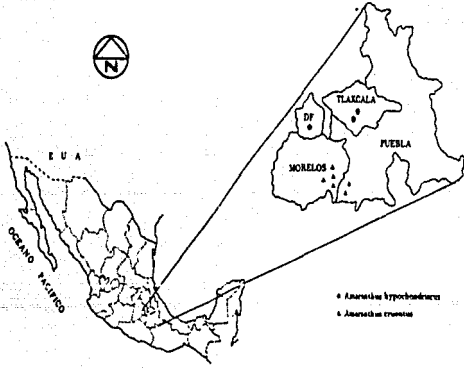 N
E U A
OCEANO PACIFICO
TLAXCALA
DF
PUEBLA
MORELOS
Amaranthus hypochondriacus
Amaranthus cruentus